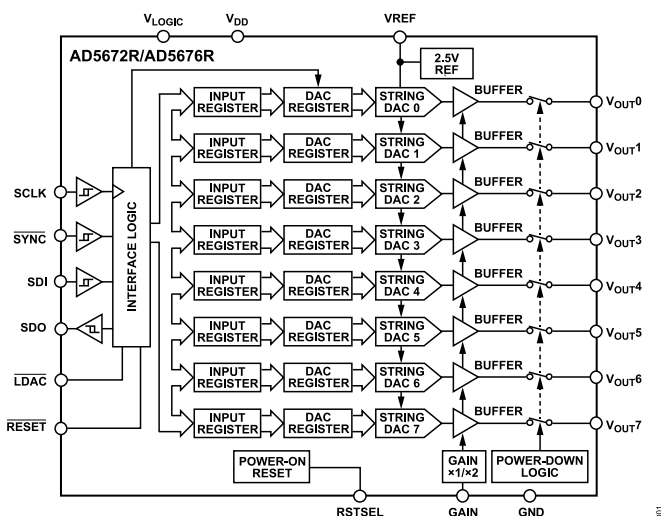 VLOGIC VDD VREF
AD5672R/AD5676R
2.5V
REF
INPUT
REGISTER
DAC
REGISTER
STRING
DAC 0
BUFFER
VOUT0
INPUT
REGISTER
DAC
REGISTER
STRING
DAC 1
BUFFER
VOUT1
INPUT
REGISTER
DAC
REGISTER
STRING
DAC 2
BUFFER
VOUT2
INPUT
REGISTER
DAC
REGISTER
STRING
DAC 3
BUFFER
VOUT3
INPUT
REGISTER
DAC
REGISTER
STRING
DAC 4
BUFFER
VOUT4
INPUT
REGISTER
DAC
REGISTER
STRING
DAC 5
BUFFER
VOUT5
INPUT
REGISTER
DAC
REGISTER
STRING
DAC 6
BUFFER
VOUT6
INPUT
REGISTER
DAC
REGISTER
STRING
DAC 7
BUFFER
VOUT7
SCLK
SYNC
SDI
SDO
LDAC
RESET
INTERFACE LOGIC
POWER-ON
RESET
GAIN
×1/×2
POWER-DOWN
LOGIC
RSTSEL GAIN GND